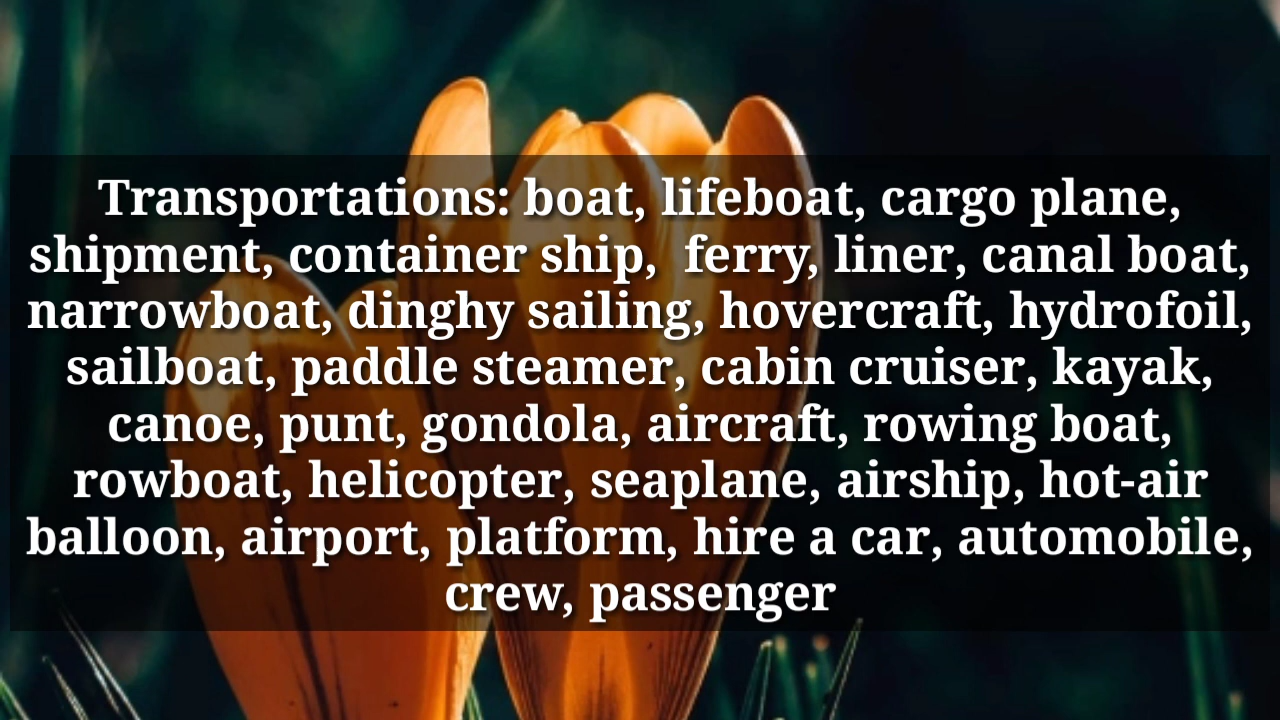 Transportations: boat, lifeboat, cargo plane,
shipment, container ship,  ferry, liner, canal boat,
narrowboat, dinghy sailing, hovercraft, hydrofoil,
sailboat, paddle steamer, cabin cruiser, kayak,
canoe, punt, gondola, aircraft, rowing boat,
rowboat, helicopter, seaplane, airship, hot-air
balloon, airport, platform, hire a car, automobile,
crew, passenger